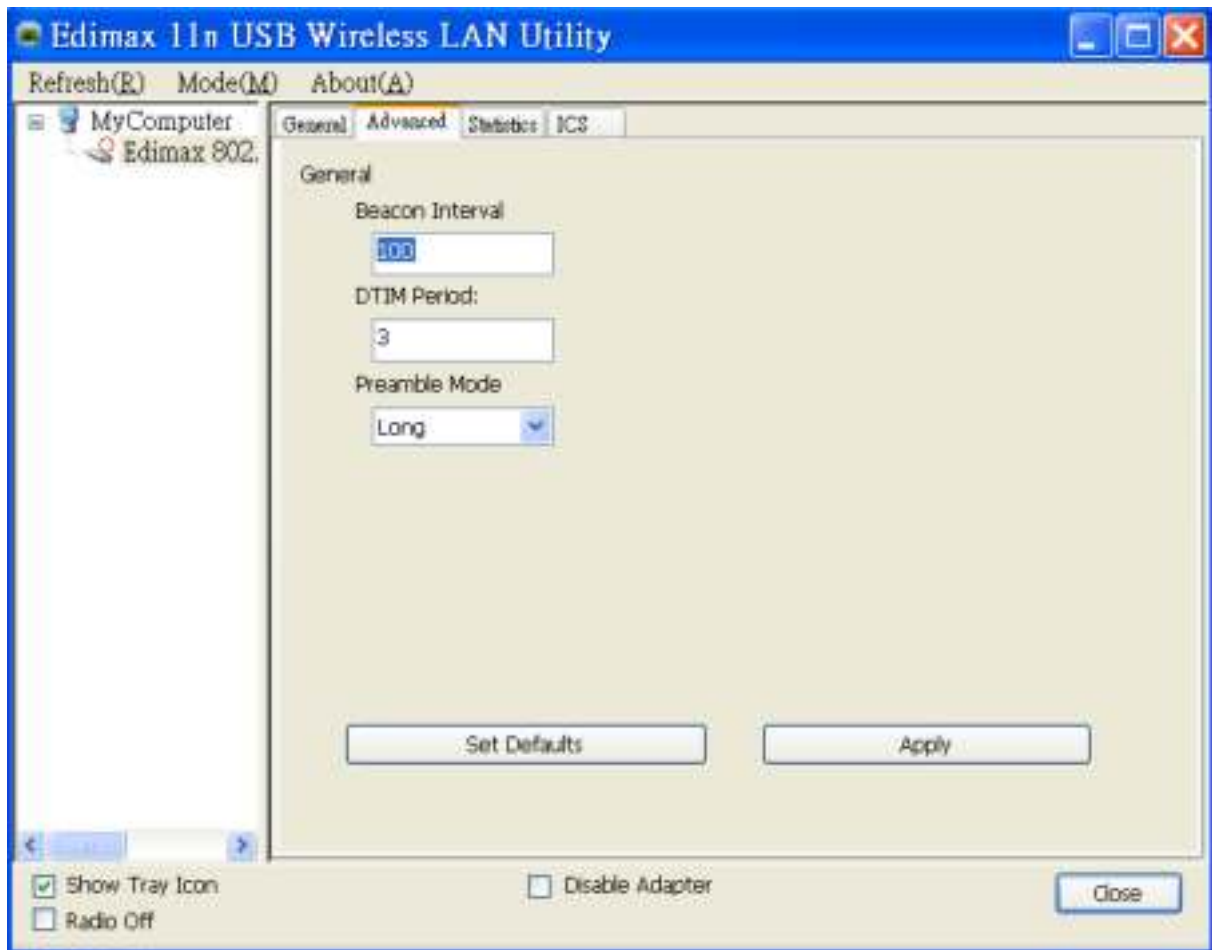 Edimax 11n USB Wireless LAN Utility
Refresh(R) Mode(M) About(A)
MyComputer
Edimax 802.
General Advanced Statistics ICS
General
Beacon Interval
100
DTIM Period:
3
Preamble Mode
Long
Set Defaults Apply
Show Tray Icon Disable Adapter
Radio Off
Close